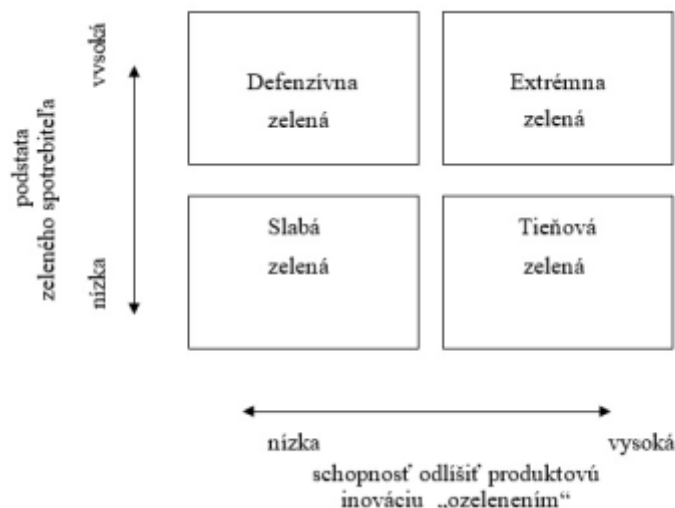 vysoká
podstata
zeleného spotrebiteľa
nízka
Defenzívna
zelená
Extrémna
zelená
Slabá
zelená
Tieňová
zelená
nízka
vysoká
schopnosť odlíšiť produktovú
inováciu „ozelenením“